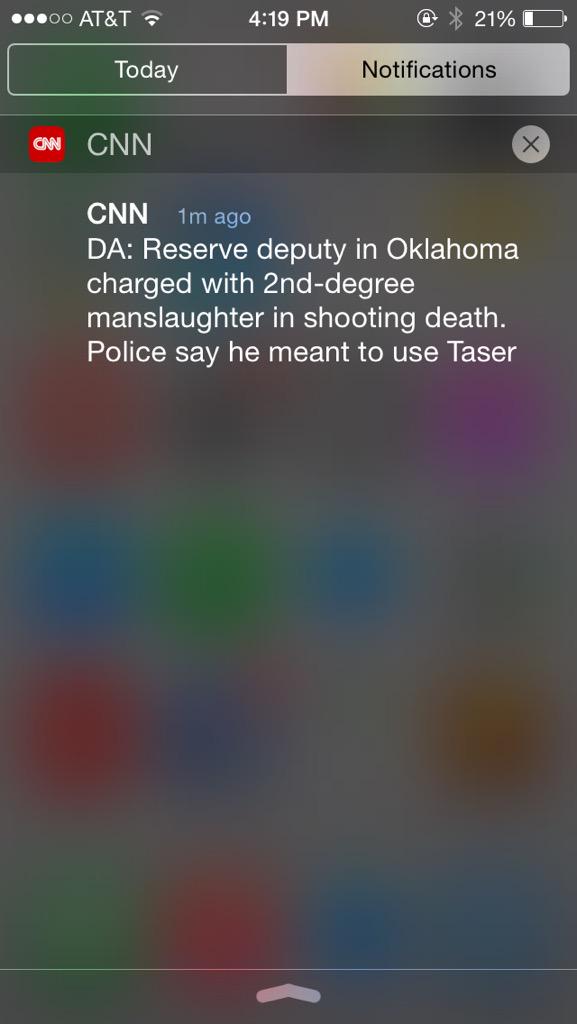 AT&T 4:19 PM 21%
Today Notifications
CNN CNN
CNN 1m ago
DA: Reserve deputy in Oklahoma
charged with 2nd-degree
manslaughter in shooting death.
Police say he meant to use Taser